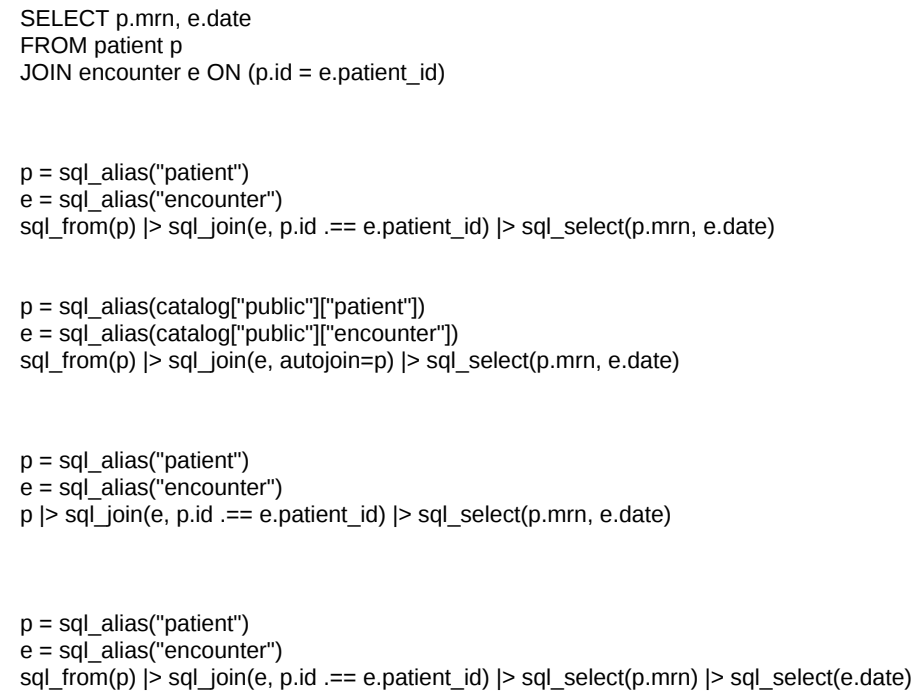 SELECT p.mrn, e.date
FROM patient p
JOIN encounter e ON (p.id = e.patient_id)
p = sql_alias("patient")
e = sql_alias("encounter")
sql_from(p) |> sql_join(e, p.id .== e.patient_id) |> sql_select(p.mrn, e.date)
p = sql_alias(catalog["public"]["patient"])
e = sql_alias(catalog["public"]["encounter"])
sql_from(p) |> sql_join(e, autojoin=p) |> sql_select(p.mrn, e.date)
p = sql_alias("patient")
e = sql_alias("encounter")
p |> sql_join(e, p.id .== e.patient_id) |> sql_select(p.mrn, e.date)
p = sql_alias("patient")
e = sql_alias("encounter")
sql_from(p) |> sql_join(e, p.id .== e.patient_id) |> sql_select(p.mrn) |> sql_select(e.date)